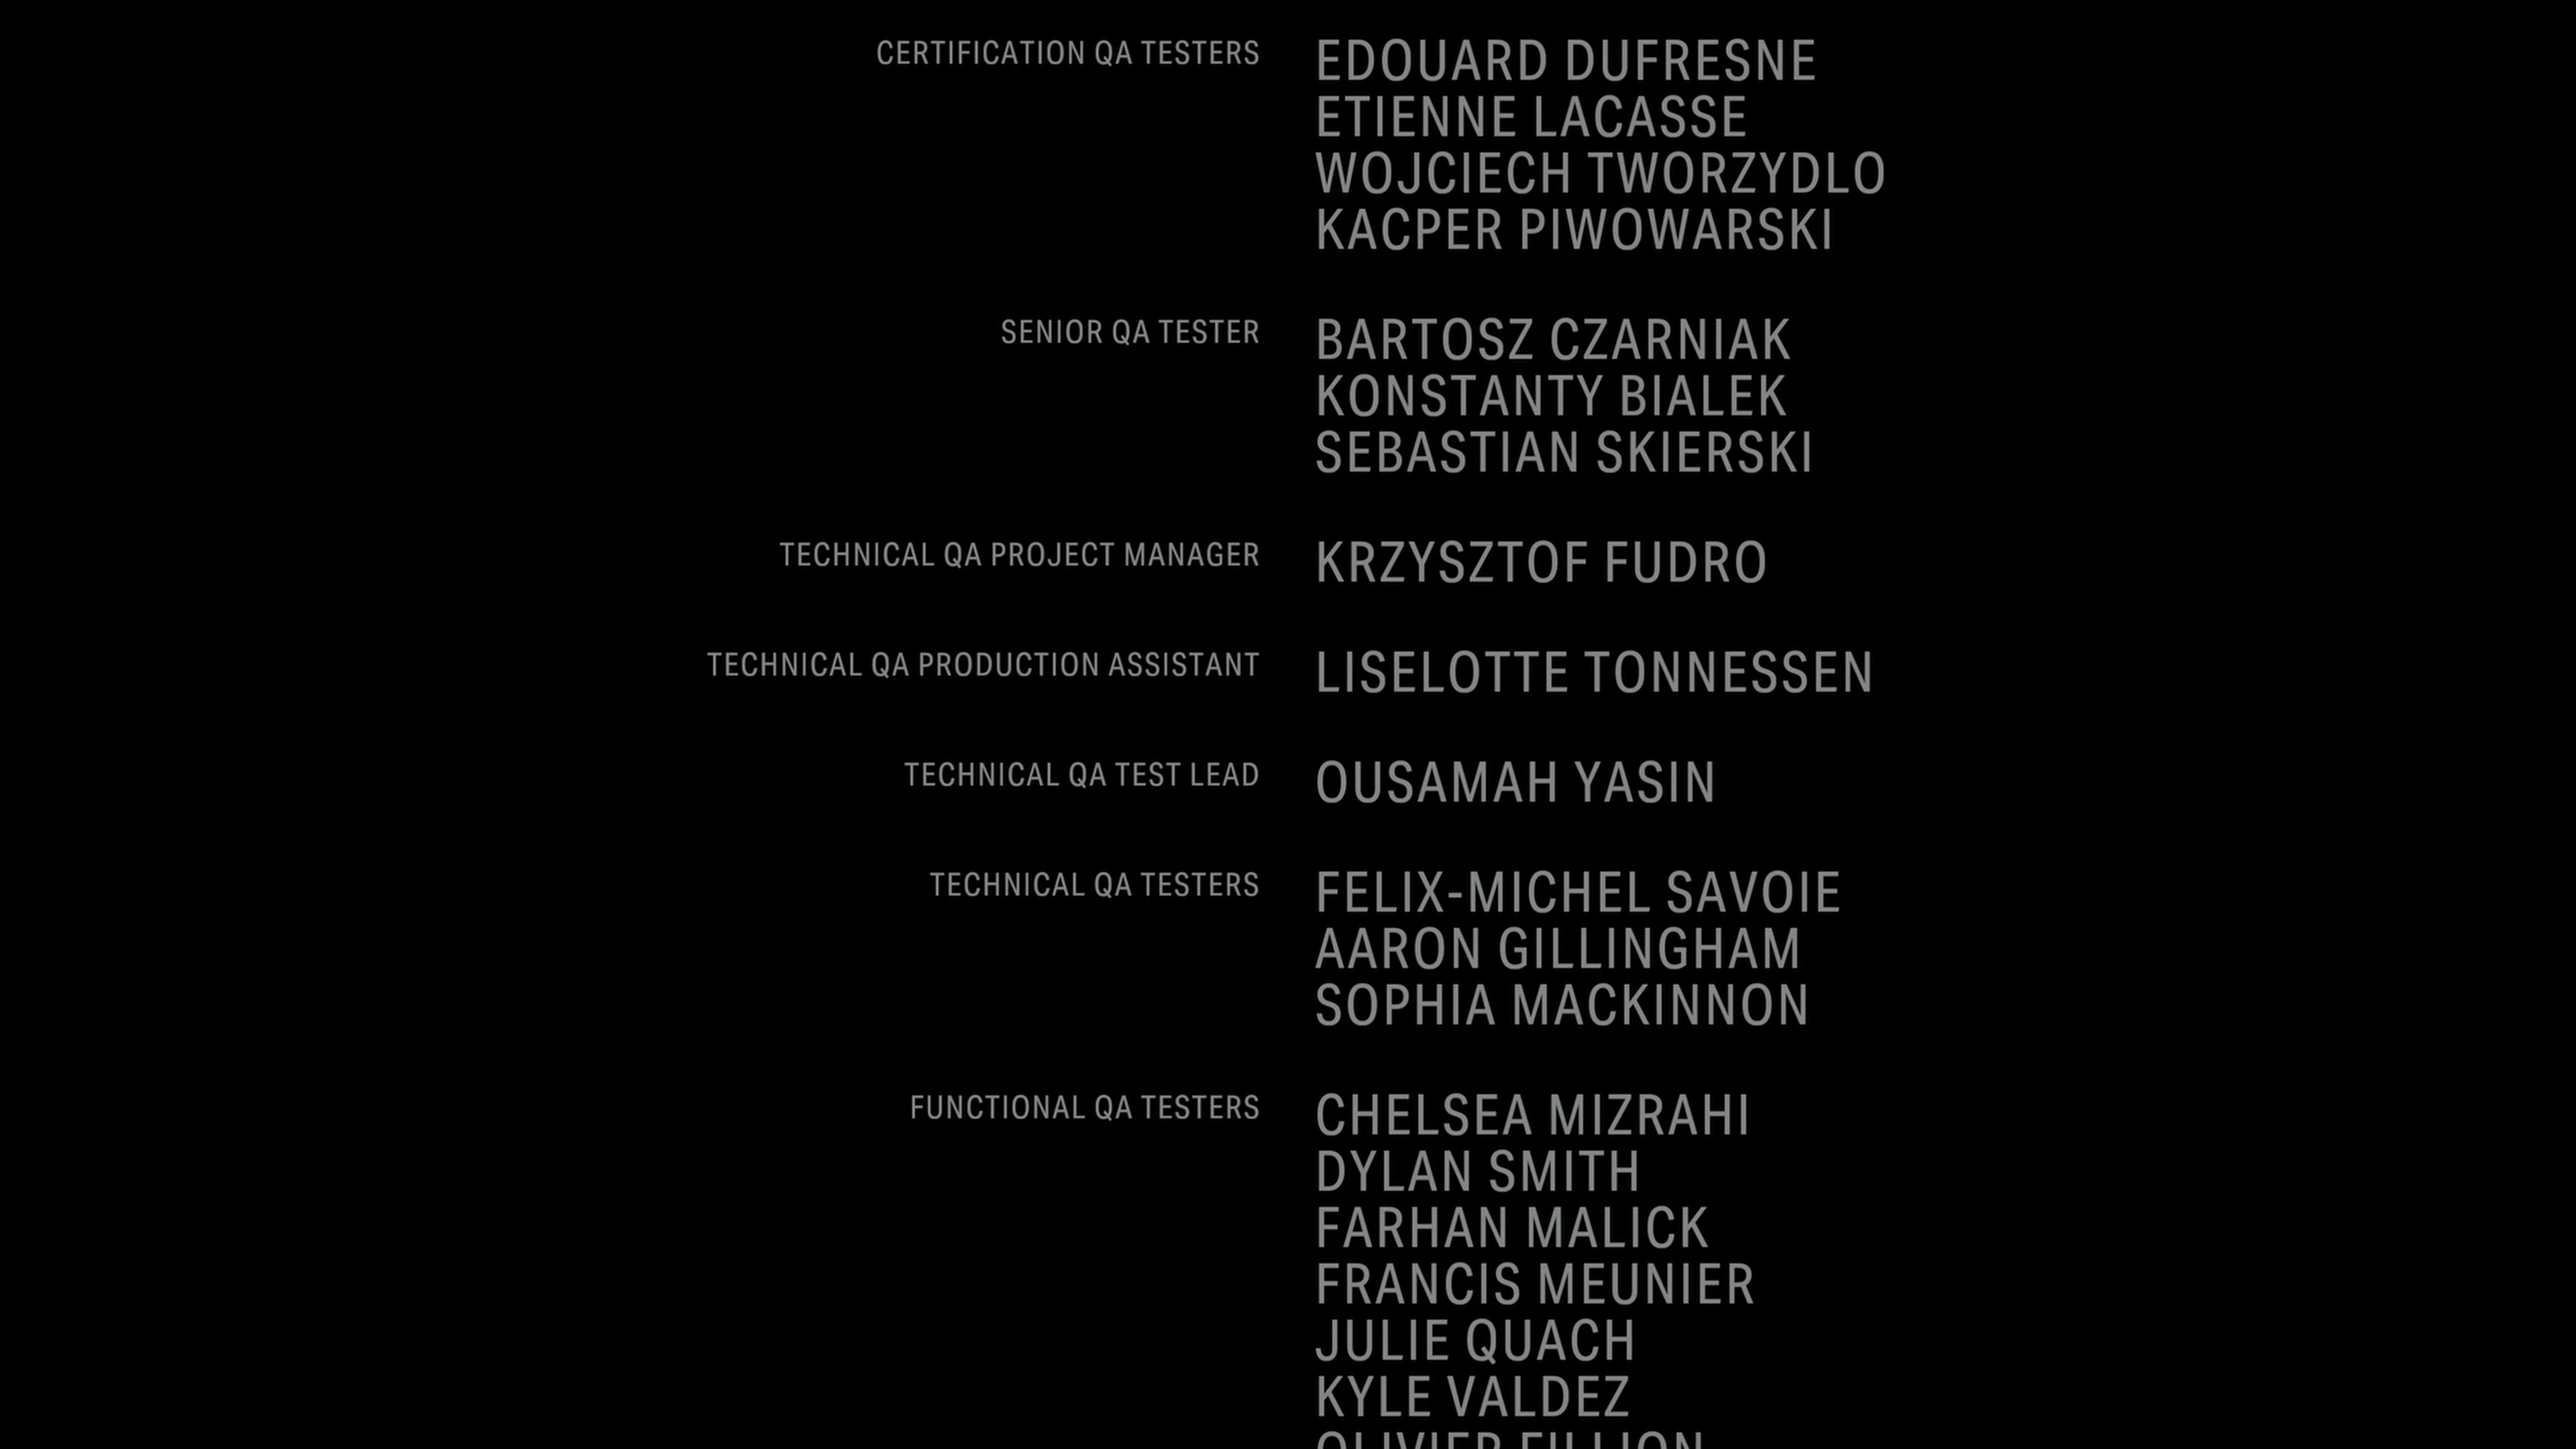 CERTIFICATION QA TESTERS EDOUARD DUFRESNE
ETIENNE LACASSE
WOJCIECH TWORZYDLO
KACPER PIWOWARSKI
SENIOR QA TESTER BARTOSZ CZARNIAK
KONSTANTY BIALEK
SEBASTIAN SKIERSKI
TECHNICAL QA PROJECT MANAGER KRZYSZTOF FUDRO
TECHNICAL QA PRODUCTION ASSISTANT LISELOTTE TONNESSEN
TECHNICAL QA TEST LEAD OUSAMAH YASIN
TECHNICAL QA TESTERS FELIX-MICHEL SAVOIE
AARON GILLINGHAM
SOPHIA MACKINNON
FUNCTIONAL QA TESTERS CHELSEA MIZRAHI
DYLAN SMITH
FARHAN MALICK
FRANCIS MEUNIER
JULIE QUACH
KYLE VALDEZ
OLIVIER FILLION